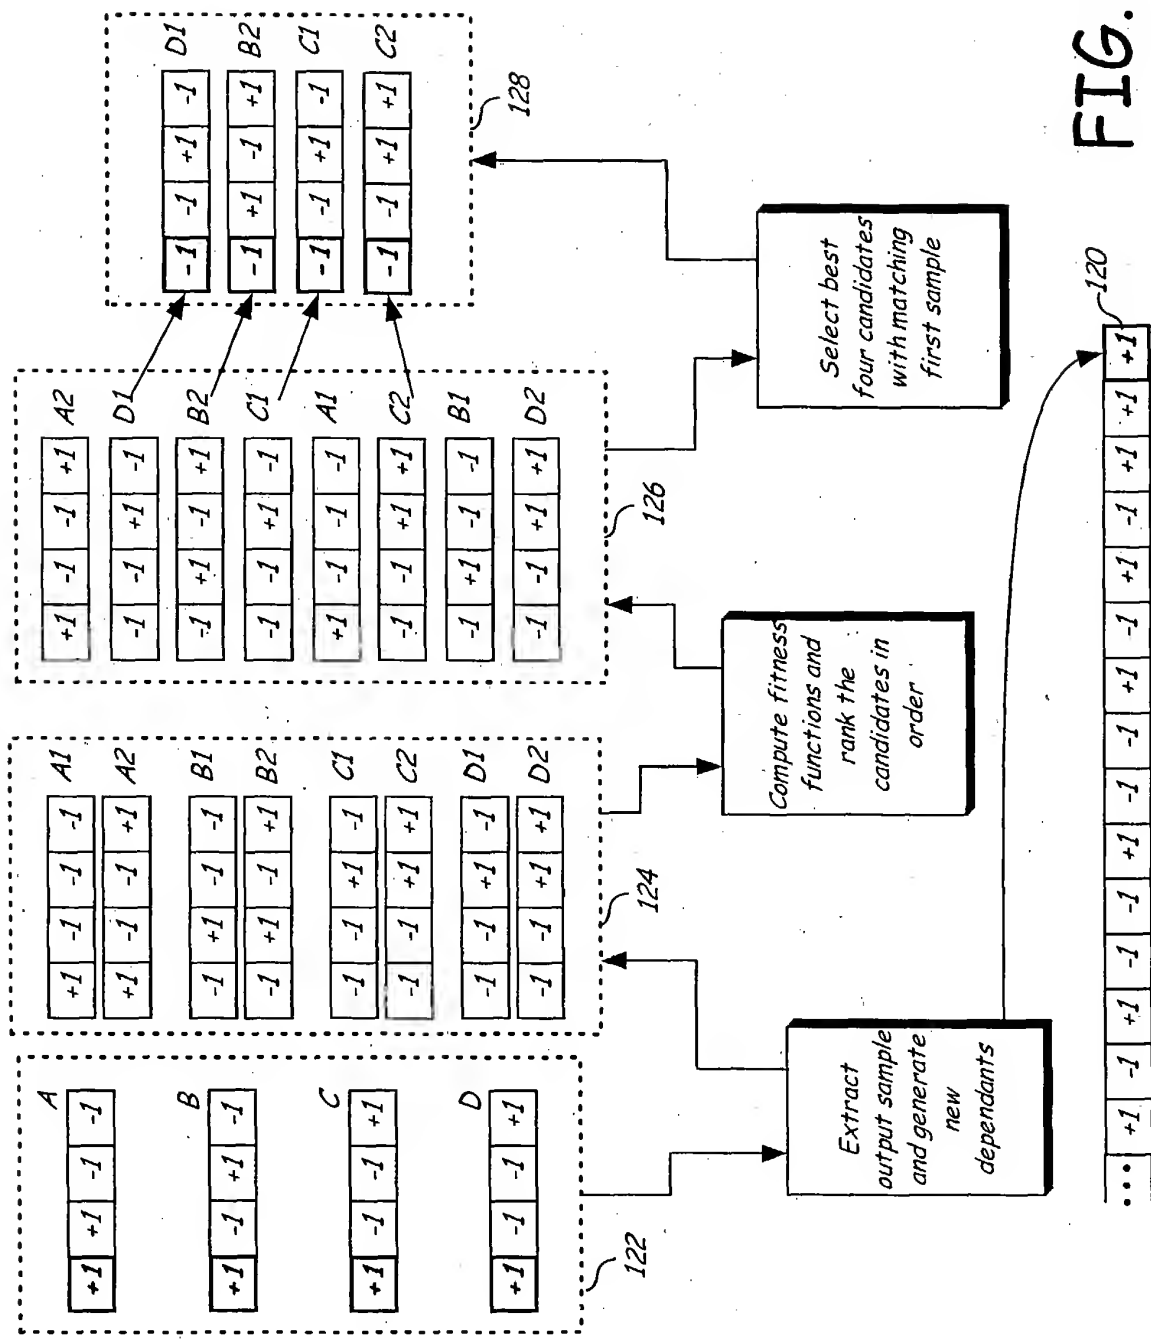 A
+1 +1 -1 -1
B
+1 -1 +1 -1
C
+1 -1 -1 +1
D
+1 -1 -1 +1
122
+1 -1 -1 -1 A1
+1 -1 -1 +1 A2
-1 +1 -1 -1 B1
-1 +1 -1 +1 B2
-1 -1 +1 -1 C1
-1 -1 +1 +1 C2
-1 -1 +1 -1 D1
-1 -1 +1 +1 D2
124
+1 -1 -1 +1 A2
-1 -1 +1 -1 D1
-1 +1 -1 +1 B2
-1 -1 +1 -1 C1
+1 -1 -1 -1 A1
-1 -1 +1 +1 C2
-1 +1 -1 -1 B1
-1 -1 +1 +1 D2
126
-1 -1 +1 -1 D1
-1 +1 -1 +1 B2
-1 -1 +1 -1 C1
-1 -1 +1 +1 C2
128
Extract
output sample
and generate
new
dependants
Compute fitness
functions and
rank the
candidates in
order
Select best
four candidates
with matching
first sample
... +1 -1 +1 -1 -1 +1 -1 -1 +1 -1 +1 -1 +1 +1 +1
120
FIG.